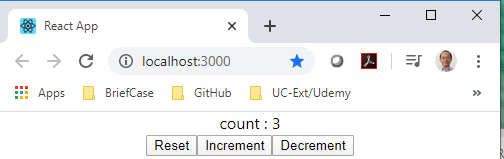 React App
localhost:3000
Apps BriefCase GitHub UC-Ext/Udemy
count : 3
Reset Increment Decrement